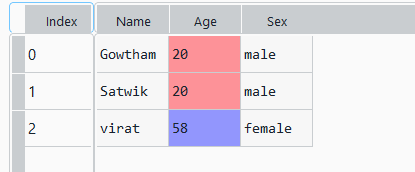 Index Name Age Sex
0 Gowtham 20 male
1 Satwik 20 male
2 virat 58 female